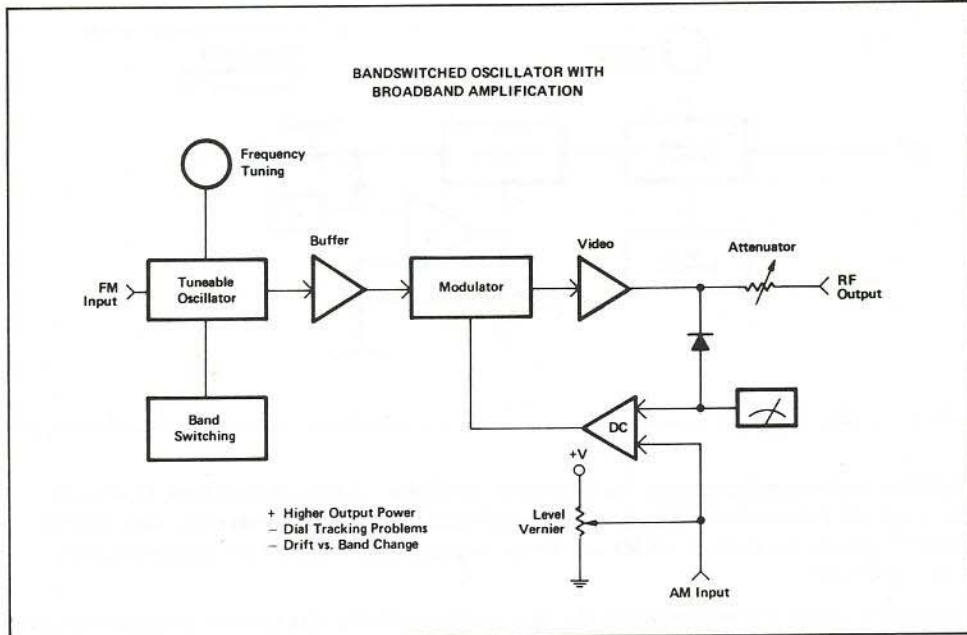 BANDSWITCHED OSCILLATOR WITH
BROADBAND AMPLIFICATION
Frequency
Tuning
Buffer
Video
Attenuator
FM
Input
Tuneable
Oscillator
Modulator
RF
Output
Band
Switching
DC
+V
Level
Vernier
+ Higher Output Power
– Dial Tracking Problems
– Drift vs. Band Change
AM Input